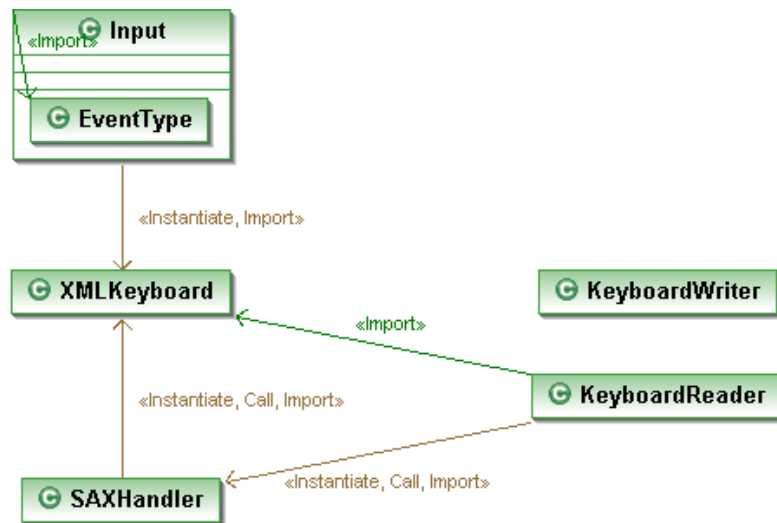 Input
«Import»
EventType
«Instantiate, Import»
XMLKeyboard
KeyboardWriter
«Import»
KeyboardReader
«Instantiate, Call, Import»
«Instantiate, Call, Import»
SAXHandler